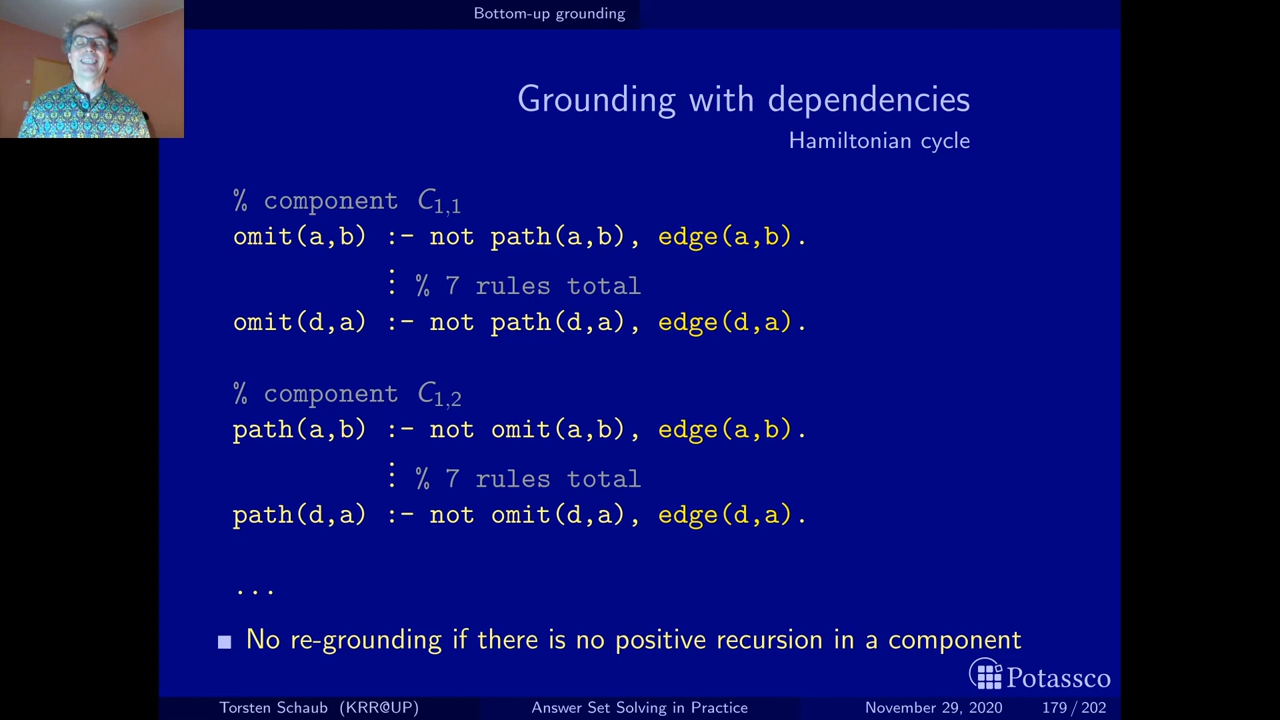 Bottom-up grounding
Grounding with dependencies
Hamiltonian cycle
% component C1,1
omit(a,b) :- not path(a,b), edge(a,b).
⋮ % 7 rules total
omit(d,a) :- not path(d,a), edge(d,a).
% component C1,2
path(a,b) :- not omit(a,b), edge(a,b).
⋮ % 7 rules total
path(d,a) :- not omit(d,a), edge(d,a).
...
No re-grounding if there is no positive recursion in a component
Potassco
Torsten Schaub (KRR@UP) Answer Set Solving in Practice November 29, 2020 179 / 202